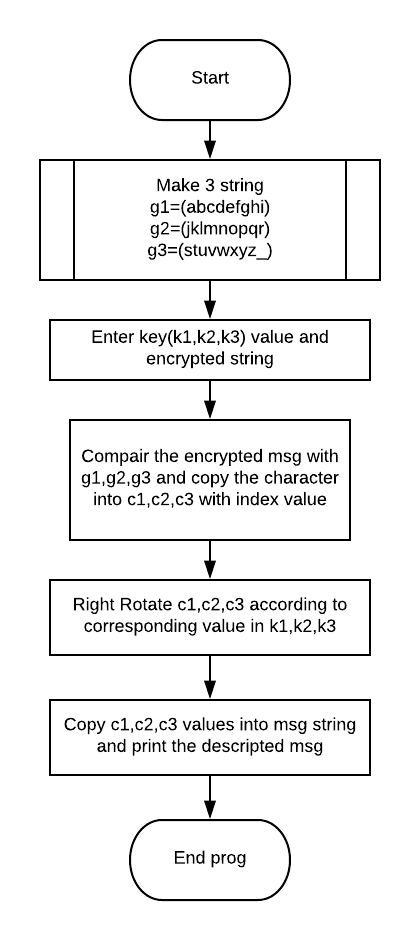 Start
Make 3 string
g1=(abcdefghi)
g2=(jklmnopqr)
g3=(stuvwxyz_)
Enter key(k1,k2,k3) value and
encrypted string
Compair the encrypted msg with
g1,g2,g3 and copy the character
into c1,c2,c3 with index value
Right Rotate c1,c2,c3 according to
corresponding value in k1,k2,k3
Copy c1,c2,c3 values into msg string
and print the descripted msg
End prog